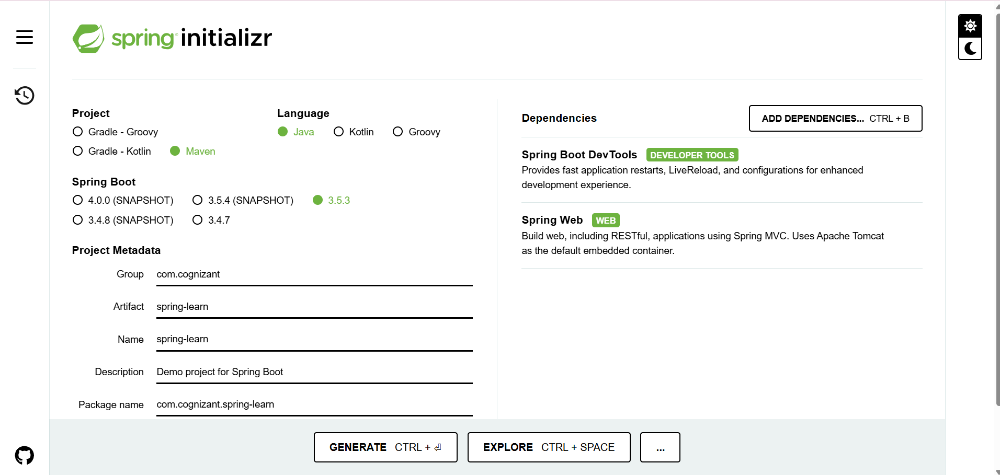 spring initializr
Project
Gradle - Groovy
Gradle - Kotlin Maven
Language
Java Kotlin Groovy
Spring Boot
4.0.0 (SNAPSHOT) 3.5.4 (SNAPSHOT) 3.5.3
3.4.8 (SNAPSHOT) 3.4.7
Project Metadata
Group com.cognizant
Artifact spring-learn
Name spring-learn
Description Demo project for Spring Boot
Package name com.cognizant.spring-learn
Dependencies
ADD DEPENDENCIES... CTRL + B
Spring Boot DevTools DEVELOPER TOOLS
Provides fast application restarts, LiveReload, and configurations for enhanced
development experience.
Spring Web WEB
Build web, including RESTful, applications using Spring MVC. Uses Apache Tomcat
as the default embedded container.
GENERATE CTRL + ⏎
EXPLORE CTRL + SPACE
...